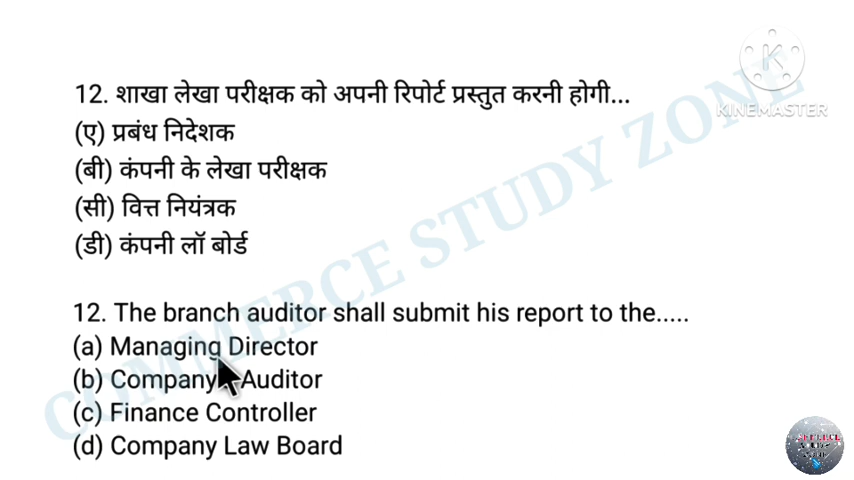 KINEMASTER
12. शाखा लेखा परीक्षक को अपनी रिपोर्ट प्रस्तुत करनी होगी...
(ए) प्रबंध निदेशक
(बी) कंपनी के लेखा परीक्षक
(सी) वित्त नियंत्रक
(डी) कंपनी लॉ बोर्ड
COMMERCE STUDY ZONE
12. The branch auditor shall submit his report to the.....
(a) Managing Director
(b) Company Auditor
(c) Finance Controller
(d) Company Law Board